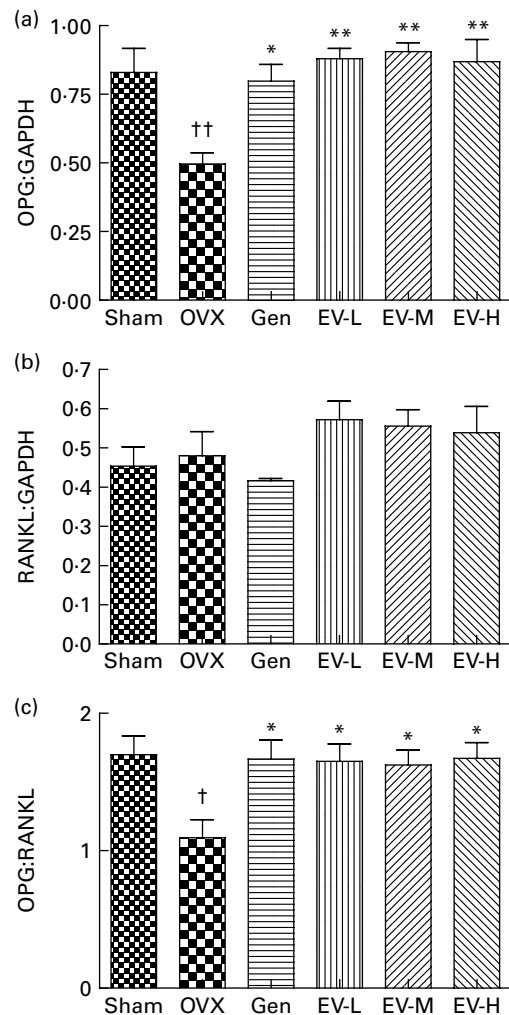 (a)
OPG:GAPDH
1·00
0·75
0·50
0·25
0·00
††
*
**
**
**
Sham OVX Gen EV-L EV-M EV-H
(b)
RANKL:GAPDH
0·7
0·6
0·5
0·4
0·3
0·2
0·1
0·0
Sham OVX Gen EV-L EV-M EV-H
(c)
OPG:RANKL
2
1
0
†
*
*
*
*
Sham OVX Gen EV-L EV-M EV-H